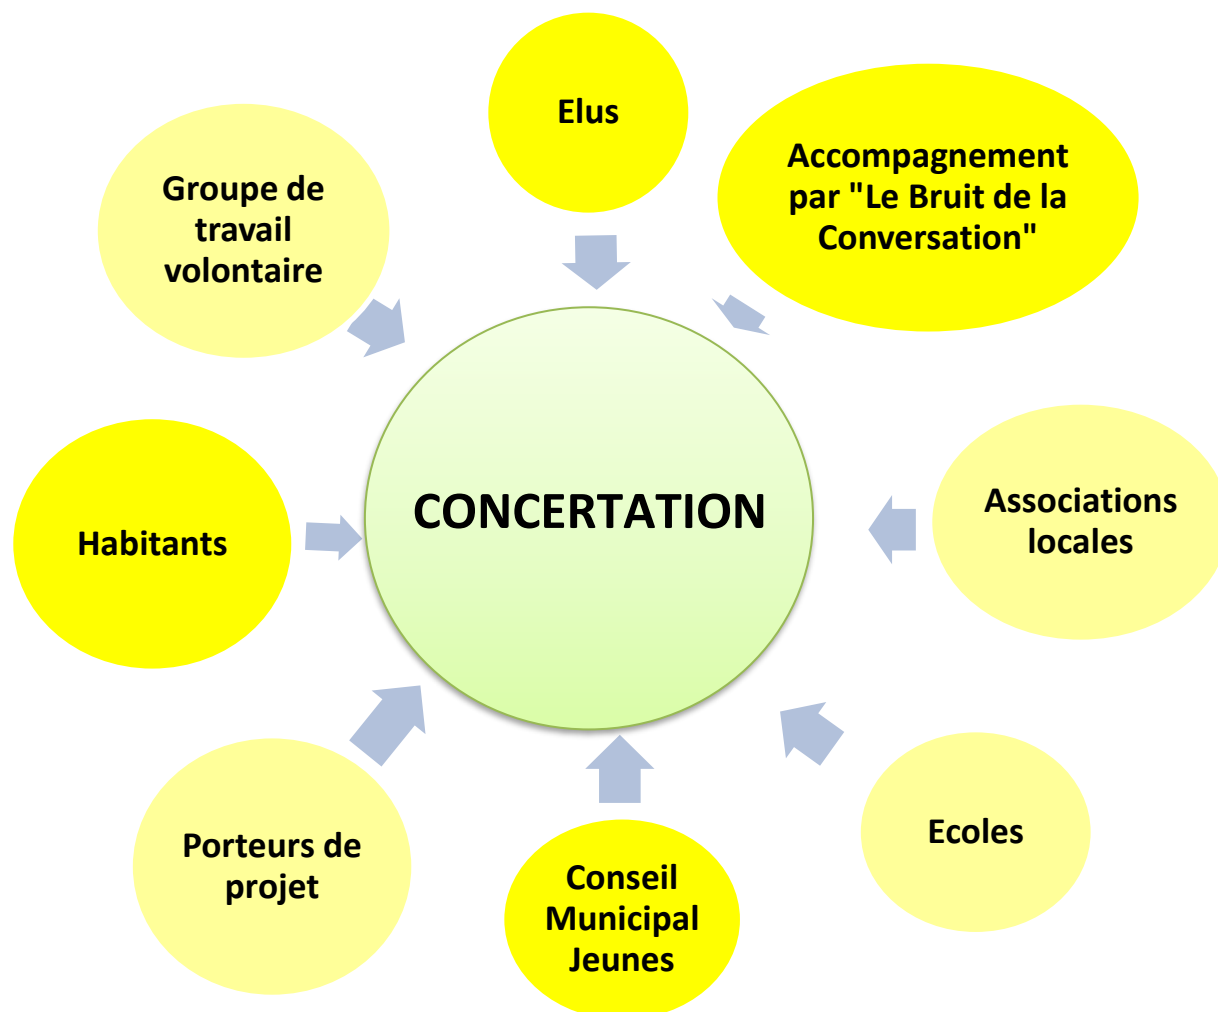 Elus
Accompagnement
par "Le Bruit de la
Conversation"
Groupe de
travail
volontaire
Associations
locales
CONCERTATION
Habitants
Ecoles
Porteurs de
projet
Conseil
Municipal
Jeunes